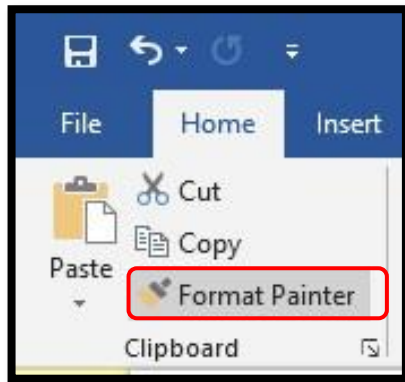 File Home Insert
Cut
Copy
Paste
Format Painter
Clipboard